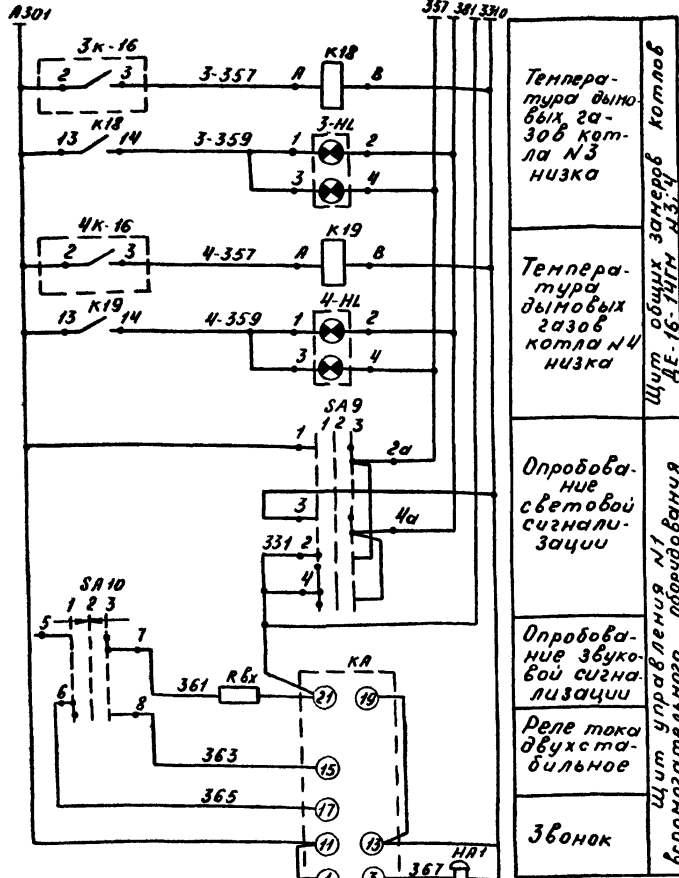 А301
357 381 3310
3к-16
2 3 3-357 А К18 В
13 К18 14 3-359 1 3-HL 2
3 4
4К-16
2 3 4-357 А К19 В
13 К19 14 4-359 1 4-HL 2
3 4
SA9
1 1 2 3 2а
3 4а
331 2
4
SA10
1 2 3
5 7
6 8
361 Rвх
КА
21 19
363 15
365 17
11 13
367 НА1
1 3
Темпера-
тура дымо-
вых га-
зов кот-
ла N3
низка
Темпера-
тура
дымовых
газов
котла N4
низка
Опробова-
ние
световой
сигнали-
зации
Опробова-
ние звуко-
вой сигна-
лизации
Реле тока
двухста-
бильное
Звонок
Щит общих замеров котлов
ДЕ-16-14ГМ N3,4
Щит управления N1
вспомогательного оборудования